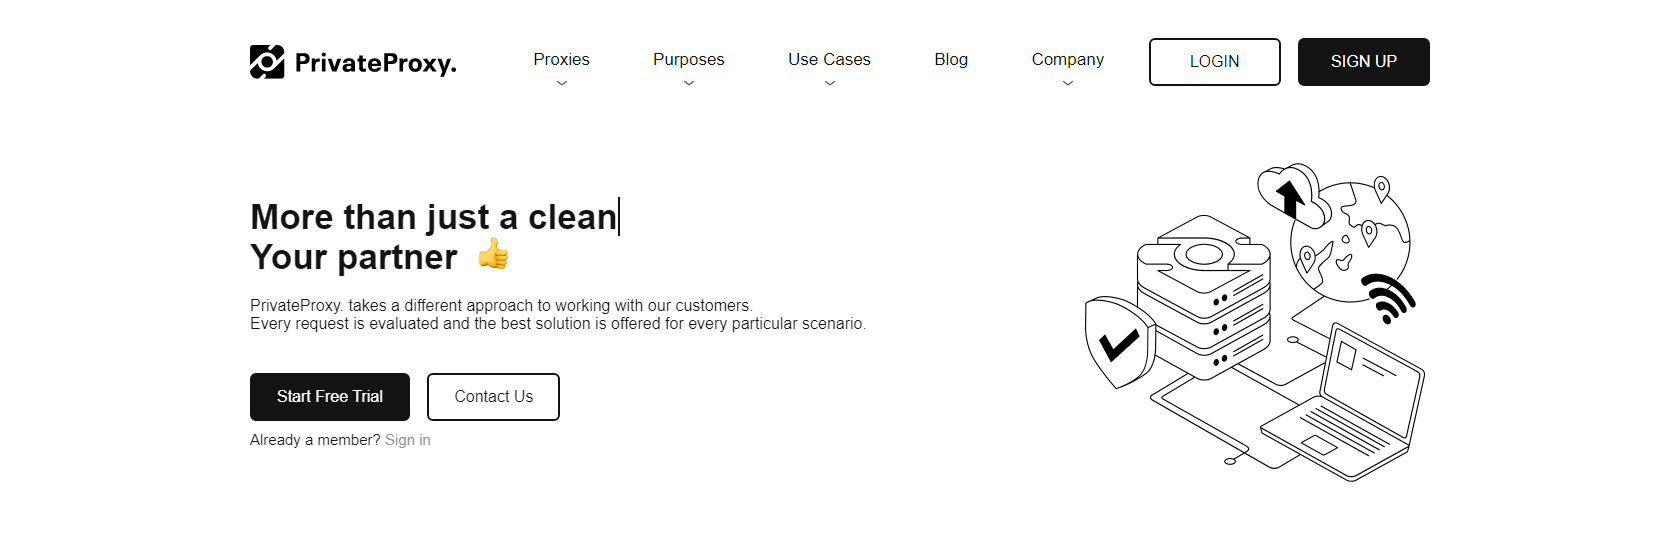 PrivateProxy.
Proxies
Purposes
Use Cases
Blog
Company
LOGIN
SIGN UP
More than just a clean
Your partner 👍
PrivateProxy. takes a different approach to working with our customers.
Every request is evaluated and the best solution is offered for every particular scenario.
Start Free Trial
Contact Us
Already a member? Sign in